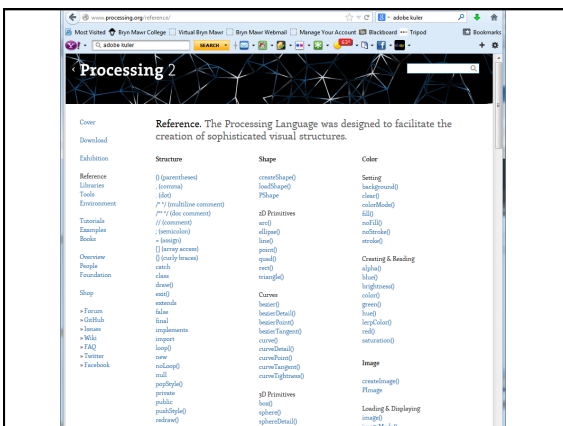 www.processing.org/reference/
adobe kuler
Most Visited Bryn Mawr College Virtual Bryn Mawr Bryn Mawr Webmail Manage Your Account Blackboard Tripod Bookmarks
adobe kuler SEARCH 63°
Processing 2
Cover
Download
Exhibition
Reference
Libraries
Tools
Environment
Tutorials
Examples
Books
Overview
People
Foundation
Shop
» Forum
» GitHub
» Issues
» Wiki
» FAQ
» Twitter
» Facebook
Reference. The Processing Language was designed to facilitate the
creation of sophisticated visual structures.
Structure
() (parentheses)
, (comma)
. (dot)
/* */ (multiline comment)
/** */ (doc comment)
// (comment)
; (semicolon)
= (assign)
[] (array access)
{} (curly braces)
catch
class
draw()
exit()
extends
false
final
implements
import
loop()
new
noLoop()
null
popStyle()
private
public
pushStyle()
redraw()
Shape
createShape()
loadShape()
PShape
2D Primitives
arc()
ellipse()
line()
point()
quad()
rect()
triangle()
Curves
bezier()
bezierDetail()
bezierPoint()
bezierTangent()
curve()
curveDetail()
curvePoint()
curveTangent()
curveTightness()
3D Primitives
box()
sphere()
sphereDetail()
Color
Setting
background()
clear()
colorMode()
fill()
noFill()
noStroke()
stroke()
Creating & Reading
alpha()
blue()
brightness()
color()
green()
hue()
lerpColor()
red()
saturation()
Image
createImage()
PImage
Loading & Displaying
image()